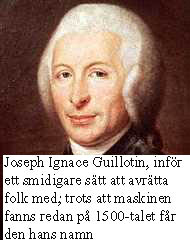 Joseph Ignace Guillotin, inför
ett smidigare sätt att avrätta
folk med; trots att maskinen
fanns redan på 1500-talet får
den hans namn